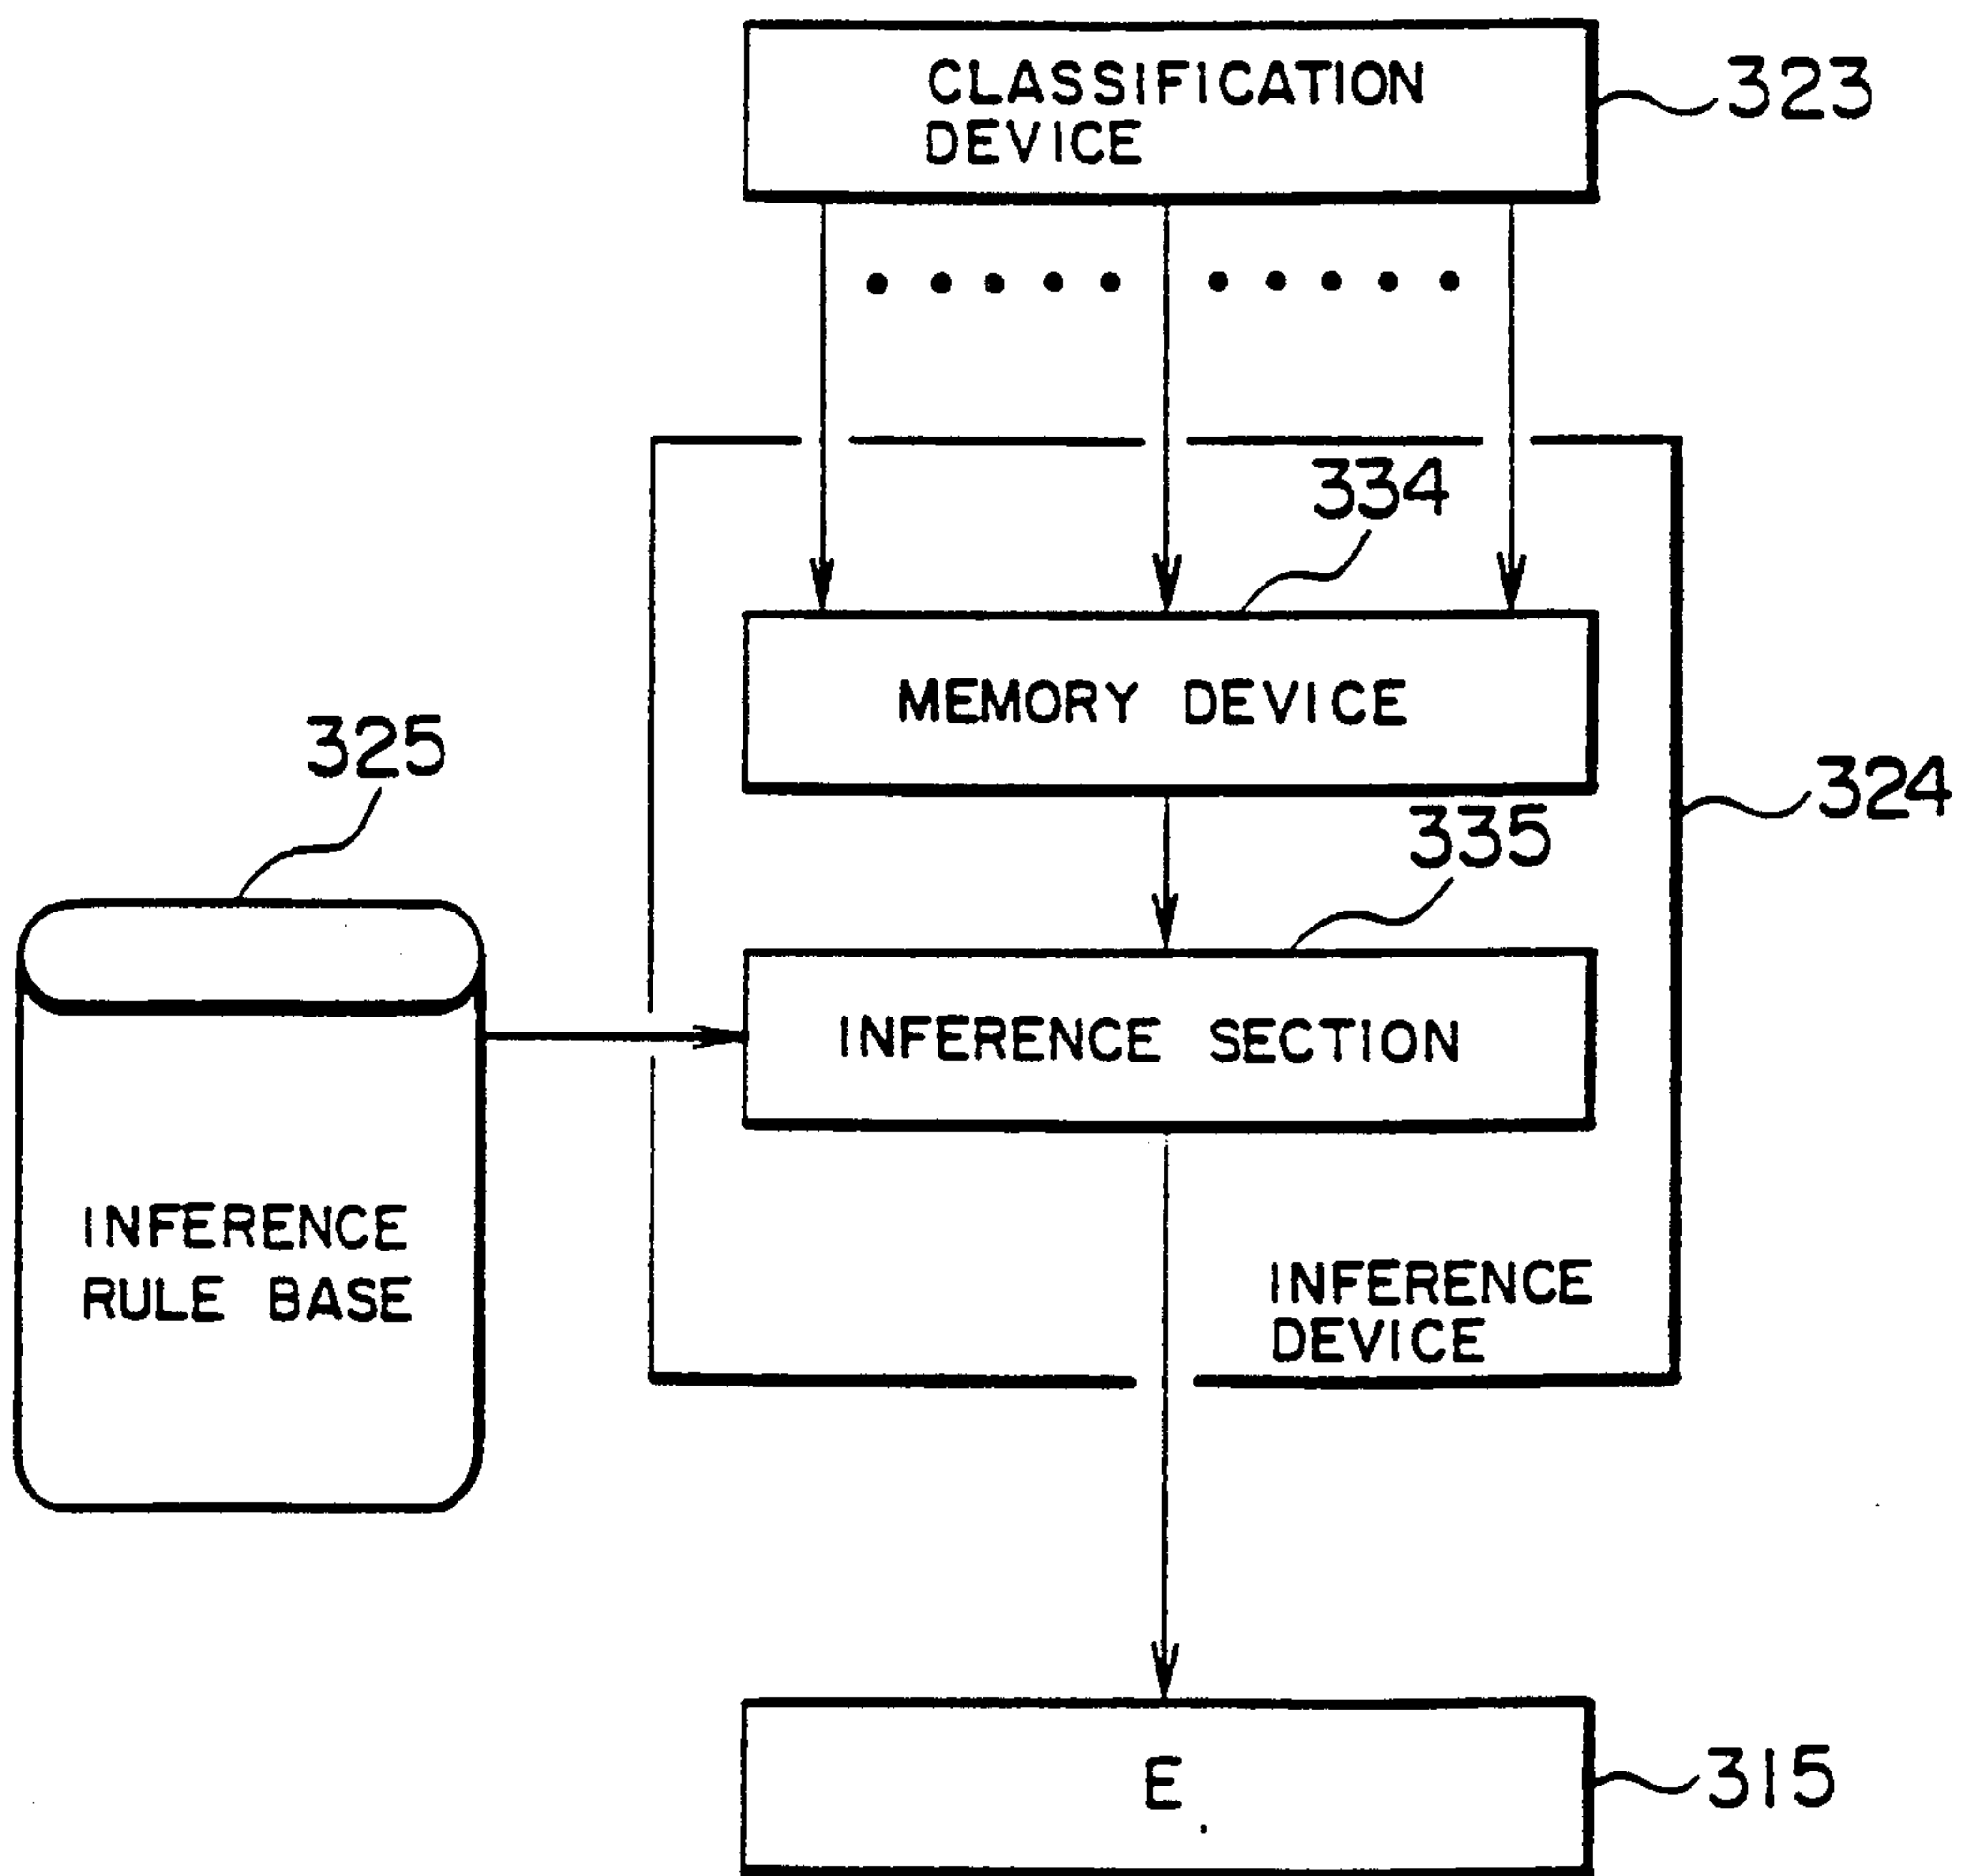 CLASSIFICATION
DEVICE
323
334
MEMORY DEVICE
325
324
335
INFERENCE SECTION
INFERENCE
RULE BASE
INFERENCE
DEVICE
E
315